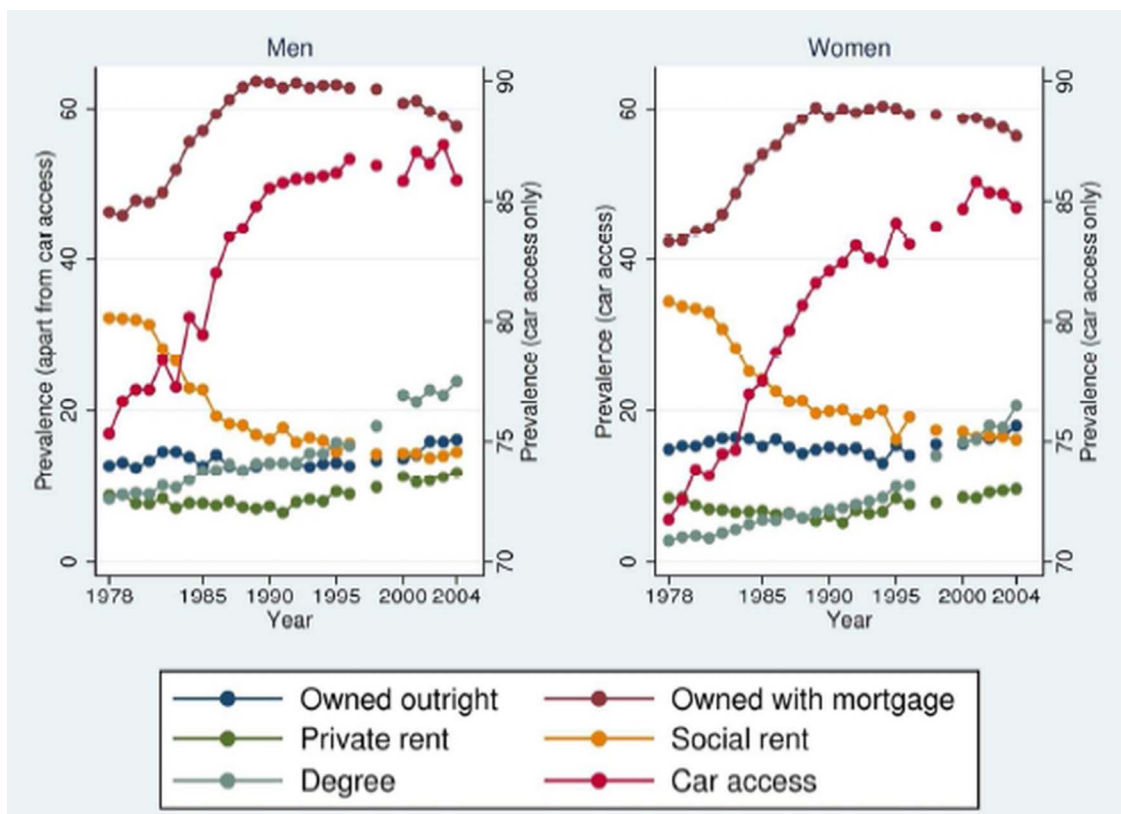 Men
Women
Prevalence (apart from car access)
60
40
20
0
90
85
80
75
70
Prevalence (car access only)
1978 1985 1990 1995 2000 2004
Year
Prevalence (car access)
60
40
20
0
90
85
80
75
70
Prevalence (car access only)
1978 1985 1990 1995 2000 2004
Year
Owned outright
Owned with mortgage
Private rent
Social rent
Degree
Car access